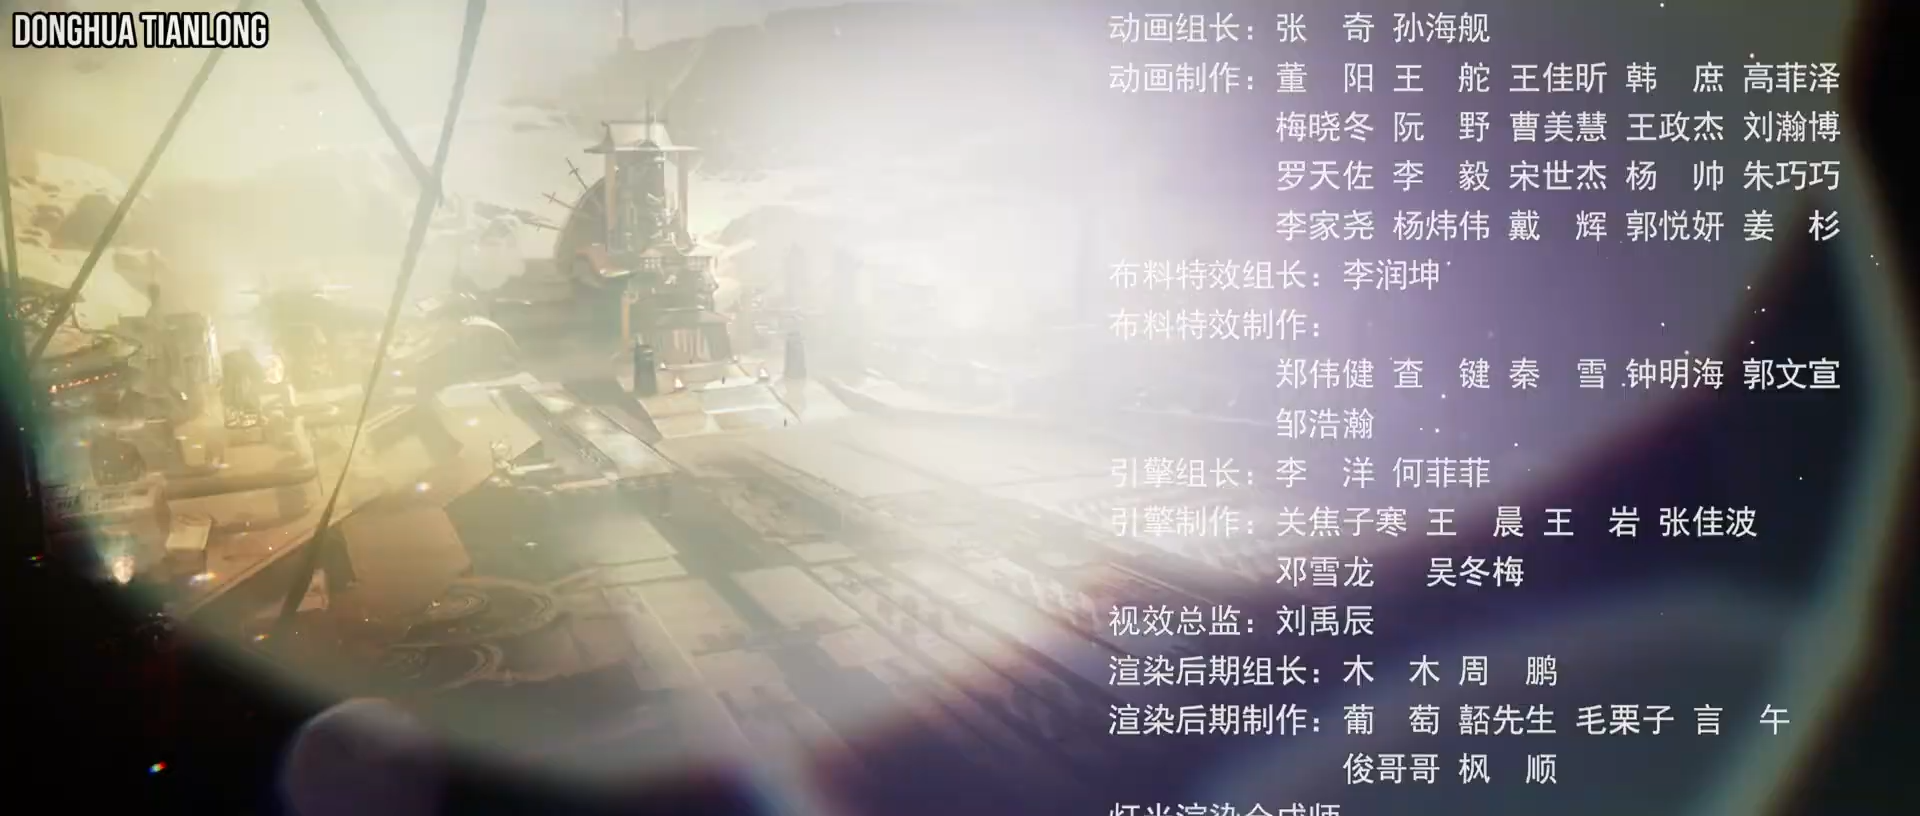 DONGHUA TIANLONG
动画组长：张　奇 孙海舰
动画制作：董　阳 王　舵 王佳昕 韩　庶 高菲泽
梅晓冬 阮　野 曹美慧 王政杰 刘瀚博
罗天佐 李　毅 宋世杰 杨　帅 朱巧巧
李家尧 杨炜伟 戴　辉 郭悦妍 姜　杉
布料特效组长：李润坤
布料特效制作：
郑伟健 查　键 秦　雪 钟明海 郭文宣
邹浩瀚
引擎组长：李　洋 何菲菲
引擎制作：关焦子寒 王　晨 王　岩 张佳波
邓雪龙　吴冬梅
视效总监：刘禹辰
渲染后期组长：木　木 周　鹏
渲染后期制作：葡　萄 嚞先生 毛栗子 言　午
俊哥哥 枫　顺
灯光渲染合成师